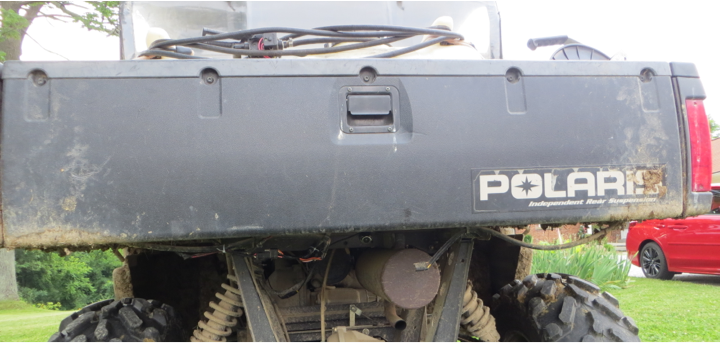 POLARIS
Independent Rear Suspension